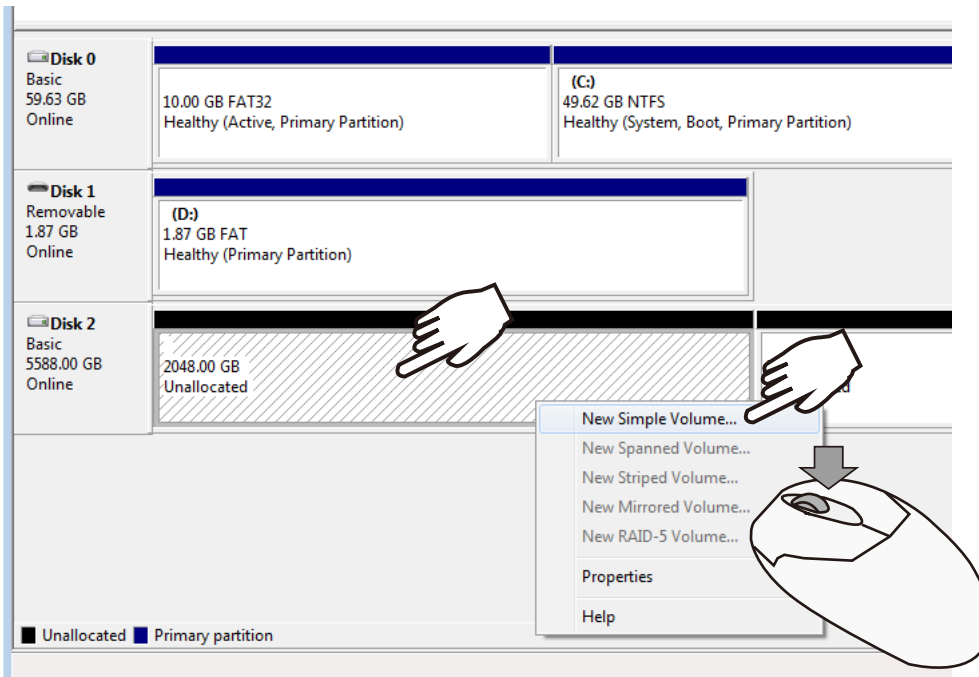 Disk 0
Basic
59.63 GB
Online
10.00 GB FAT32
Healthy (Active, Primary Partition)
(C:)
49.62 GB NTFS
Healthy (System, Boot, Primary Partition)
Disk 1
Removable
1.87 GB
Online
(D:)
1.87 GB FAT
Healthy (Primary Partition)
Disk 2
Basic
5588.00 GB
Online
2048.00 GB
Unallocated
New Simple Volume...
New Spanned Volume...
New Striped Volume...
New Mirrored Volume...
New RAID-5 Volume...
Properties
Help
Unallocated
Primary partition